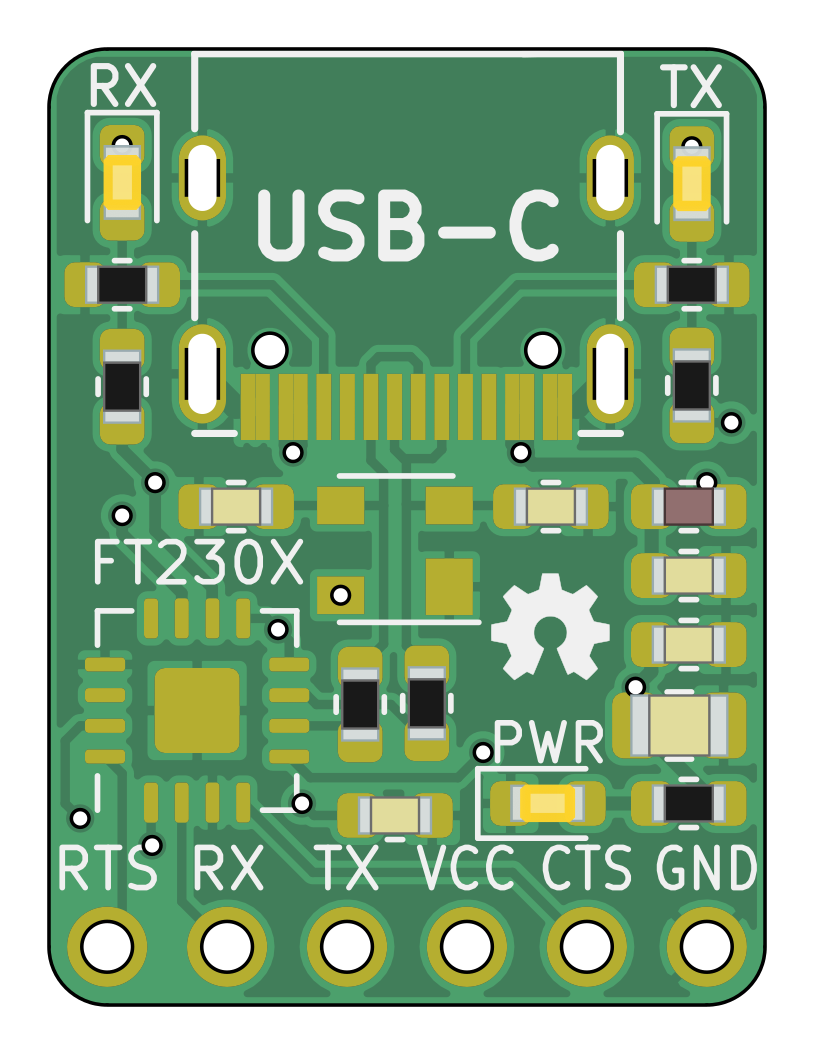 RX TX
USB-C
FT230X
PWR
RTS RX TX VCC CTS GND